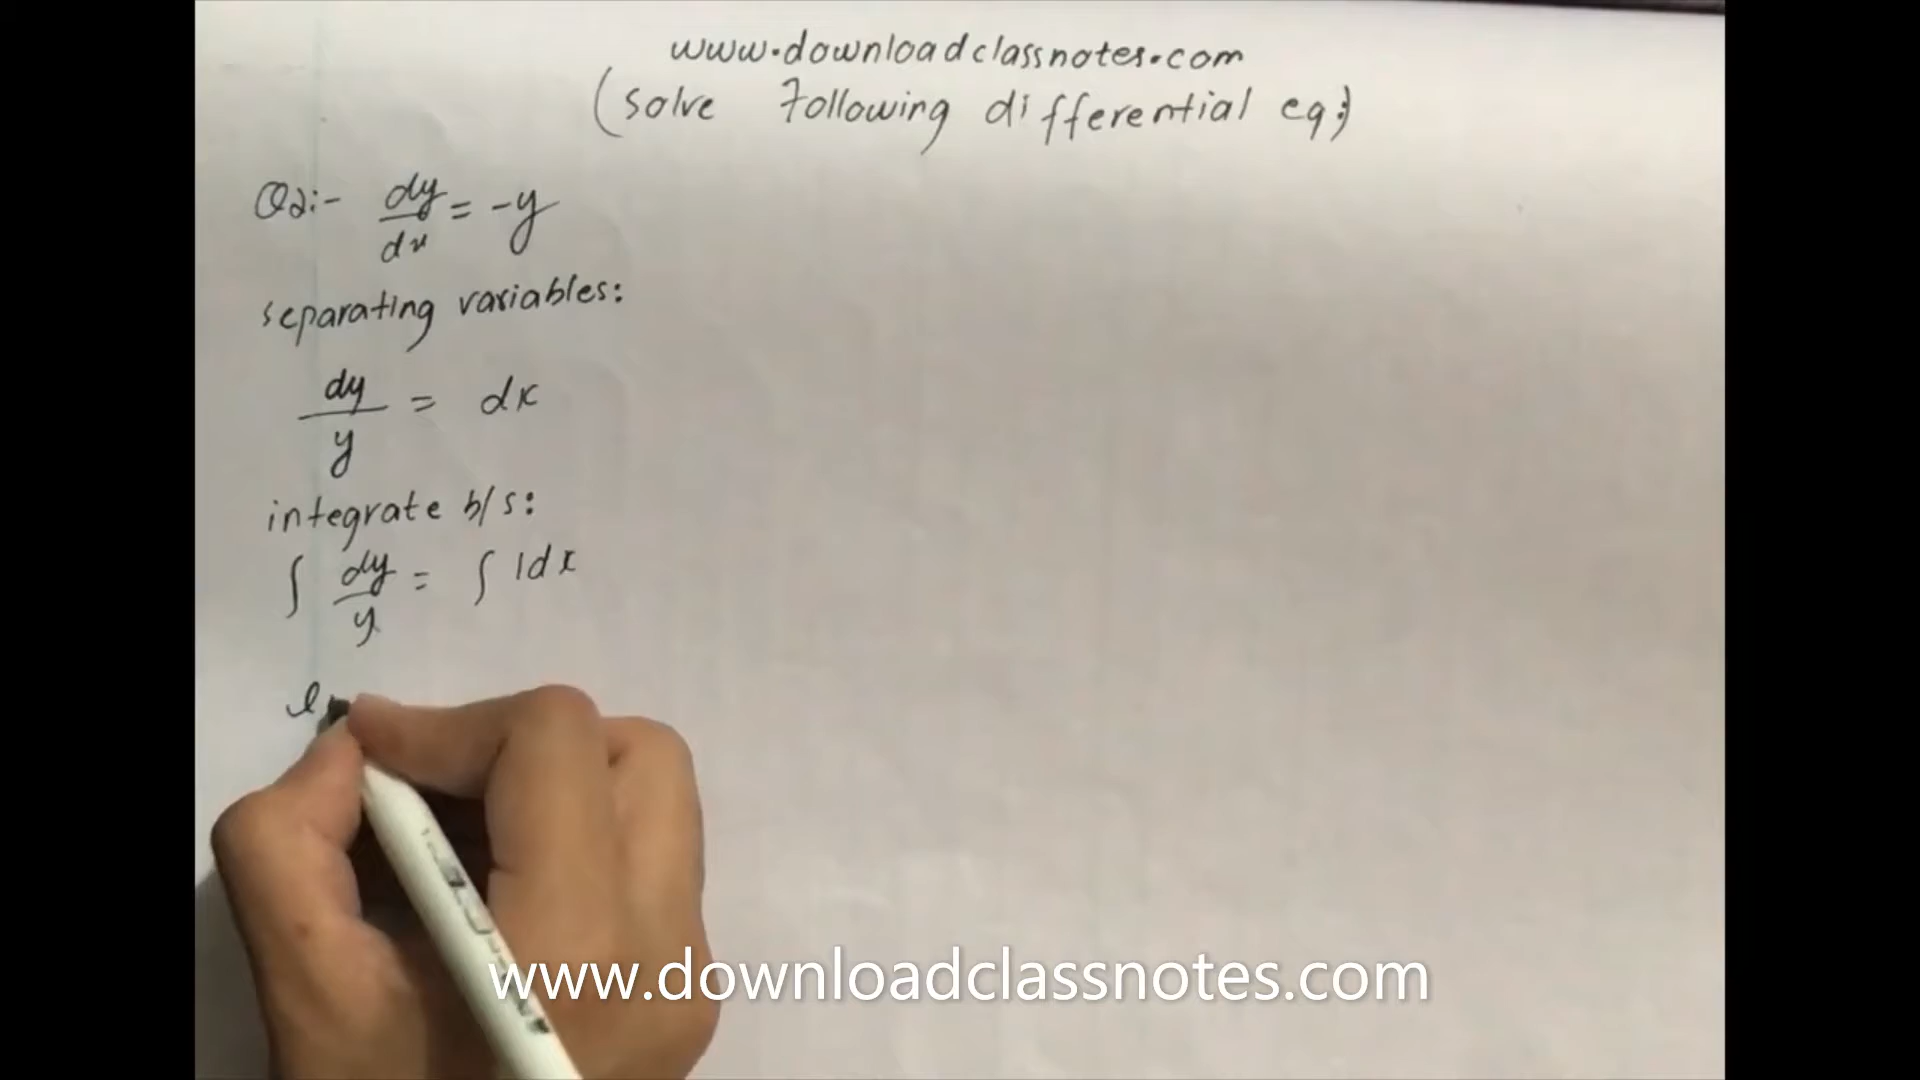 www.downloadclassnotes.com
(solve Following differential eq:)
Q2:- dy/dx = -y
separating variables:
dy/y = dx
integrate b/s:
∫ dy/y = ∫ 1dx
www.downloadclassnotes.com